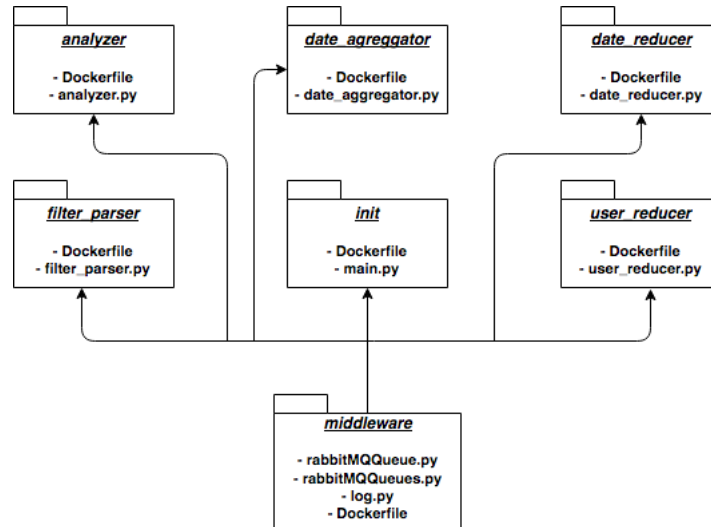 analyzer
- Dockerfile
- analyzer.py
date_agreggator
- Dockerfile
- date_aggregator.py
date_reducer
- Dockerfile
- date_reducer.py
filter_parser
- Dockerfile
- filter_parser.py
init
- Dockerfile
- main.py
user_reducer
- Dockerfile
- user_reducer.py
middleware
- rabbitMQQueue.py
- rabbitMQQueues.py
- log.py
- Dockerfile